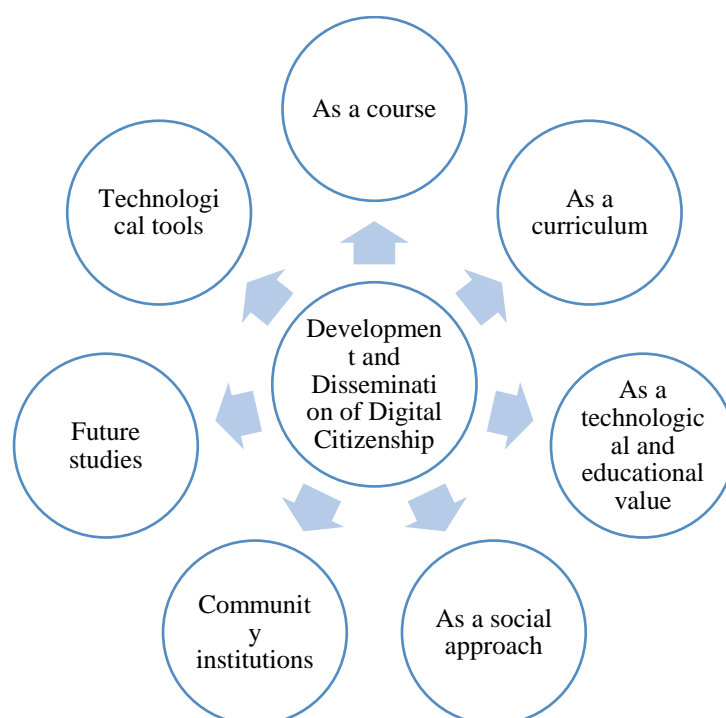 As a course
As a
curriculum
As a
technologic
al and
educational
value
As a social
approach
Communit
y
institutions
Future
studies
Technologi
cal tools
Developmen
t and
Disseminati
on of Digital
Citizenship